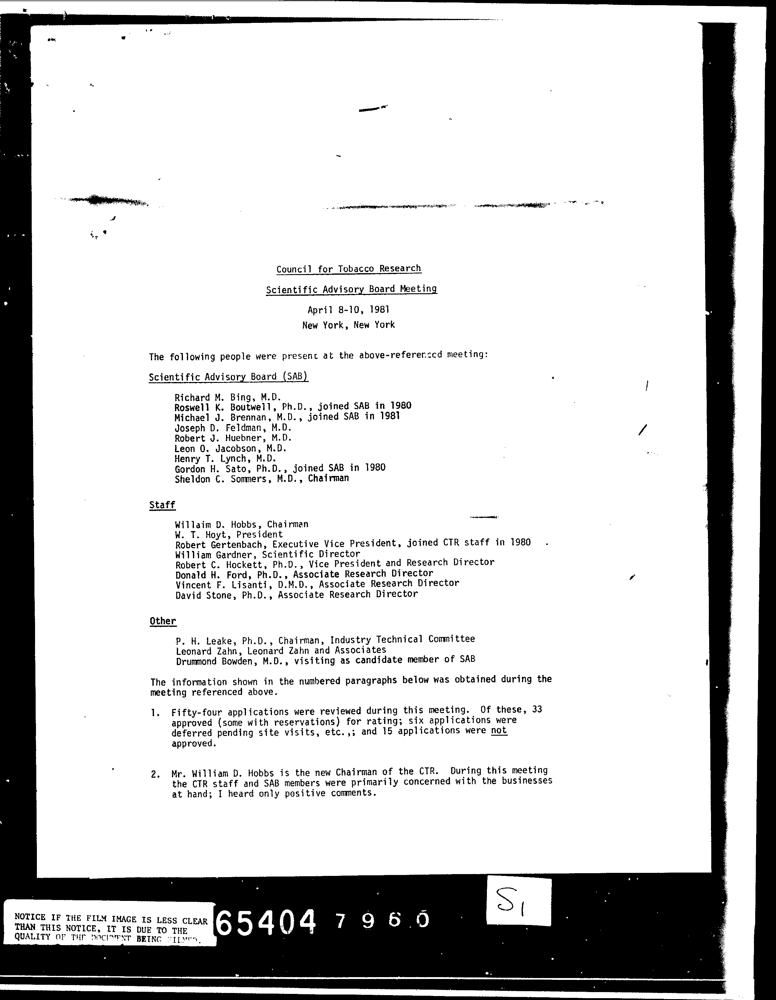 Council for Tobacco Research
Scientific Advisory Board Meeting
April 8-10, 1981
New York, New York
The following people were present at the above-referenced meeting:
Scientific Advisory Board (SAB)
Richard M. Bing, M.D.
Roswell K. Boutwell, Ph.D., joined SAB in 1980
Michael J. Brennan, M.D., joined SAB in 1981
Joseph D. Feldman, M.D.
Robert J. Huebner, M.D.
Leon O. Jacobson, M.D.
Henry T. Lynch, M.D.
Gordon H. Sato, Ph.D., joined SAB in 1980
Sheldon C. Sommers, M.D., Chairman
Staff
Willaim D. Hobbs, Chairman
W. T. Hoyt, President
Robert Gertenbach, Executive Vice President, joined CTR staff in 1980
William Gardner, Scientific Director
Robert C. Hockett, Ph.D., Vice President and Research Director
Donald H. Ford, Ph.D., Associate Research Director
Vincent F. Lisanti, D.M.D., Associate Research Director
David Stone, Ph.D., Associate Research Director
Other
P. H. Leake, Ph.D., Chairman, Industry Technical Committee
Leonard Zahn, Leonard Zahn and Associates
Drummond Bowden, M.D., visiting as candidate member of SAB
The information shown in the numbered paragraphs below was obtained during the
meeting referenced above.
1. Fifty-four applications were reviewed during this meeting. Of these, 33
approved (some with reservations) for rating; six applications were
deferred pending site visits, etc.,; and 15 applications were not
approved.
2. Mr. William D. Hobbs is the new Chairman of the CTR. During this meeting
the CTR staff and SAB members were primarily concerned with the businesses
at hand; I heard only positive comments.
S1
NOTICE IF THE FILM IMAGE IS LESS CLEAR
THAN THIS NOTICE, IT IS DUE TO THE
QUALITY OF THE DOCUMENT BEING FILMED.
65404 7960